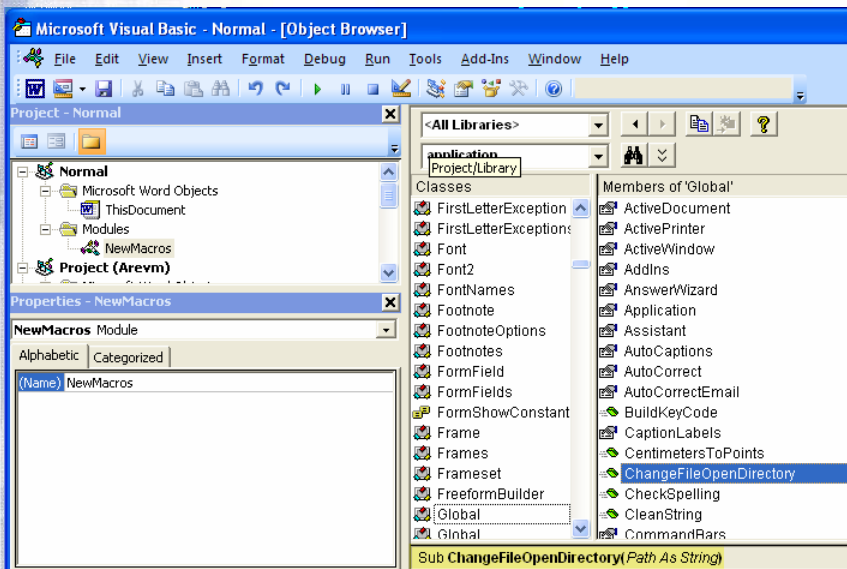 Microsoft Visual Basic - Normal - [Object Browser]
File Edit View Insert Format Debug Run Tools Add-Ins Window Help
Project - Normal
Normal
Microsoft Word Objects
ThisDocument
Modules
NewMacros
Project (Arevm)
Properties - NewMacros
NewMacros Module
Alphabetic Categorized
(Name) NewMacros
<All Libraries>
application
Project/Library
Classes
FirstLetterException
FirstLetterExceptions
Font
Font2
FontNames
Footnote
FootnoteOptions
Footnotes
FormField
FormFields
FormShowConstant
Frame
Frames
Frameset
FreeformBuilder
Global
Global
Members of 'Global'
ActiveDocument
ActivePrinter
ActiveWindow
AddIns
AnswerWizard
Application
Assistant
AutoCaptions
AutoCorrect
AutoCorrectEmail
BuildKeyCode
CaptionLabels
CentimetersToPoints
ChangeFileOpenDirectory
CheckSpelling
CleanString
CommandBars
Sub ChangeFileOpenDirectory(Path As String)